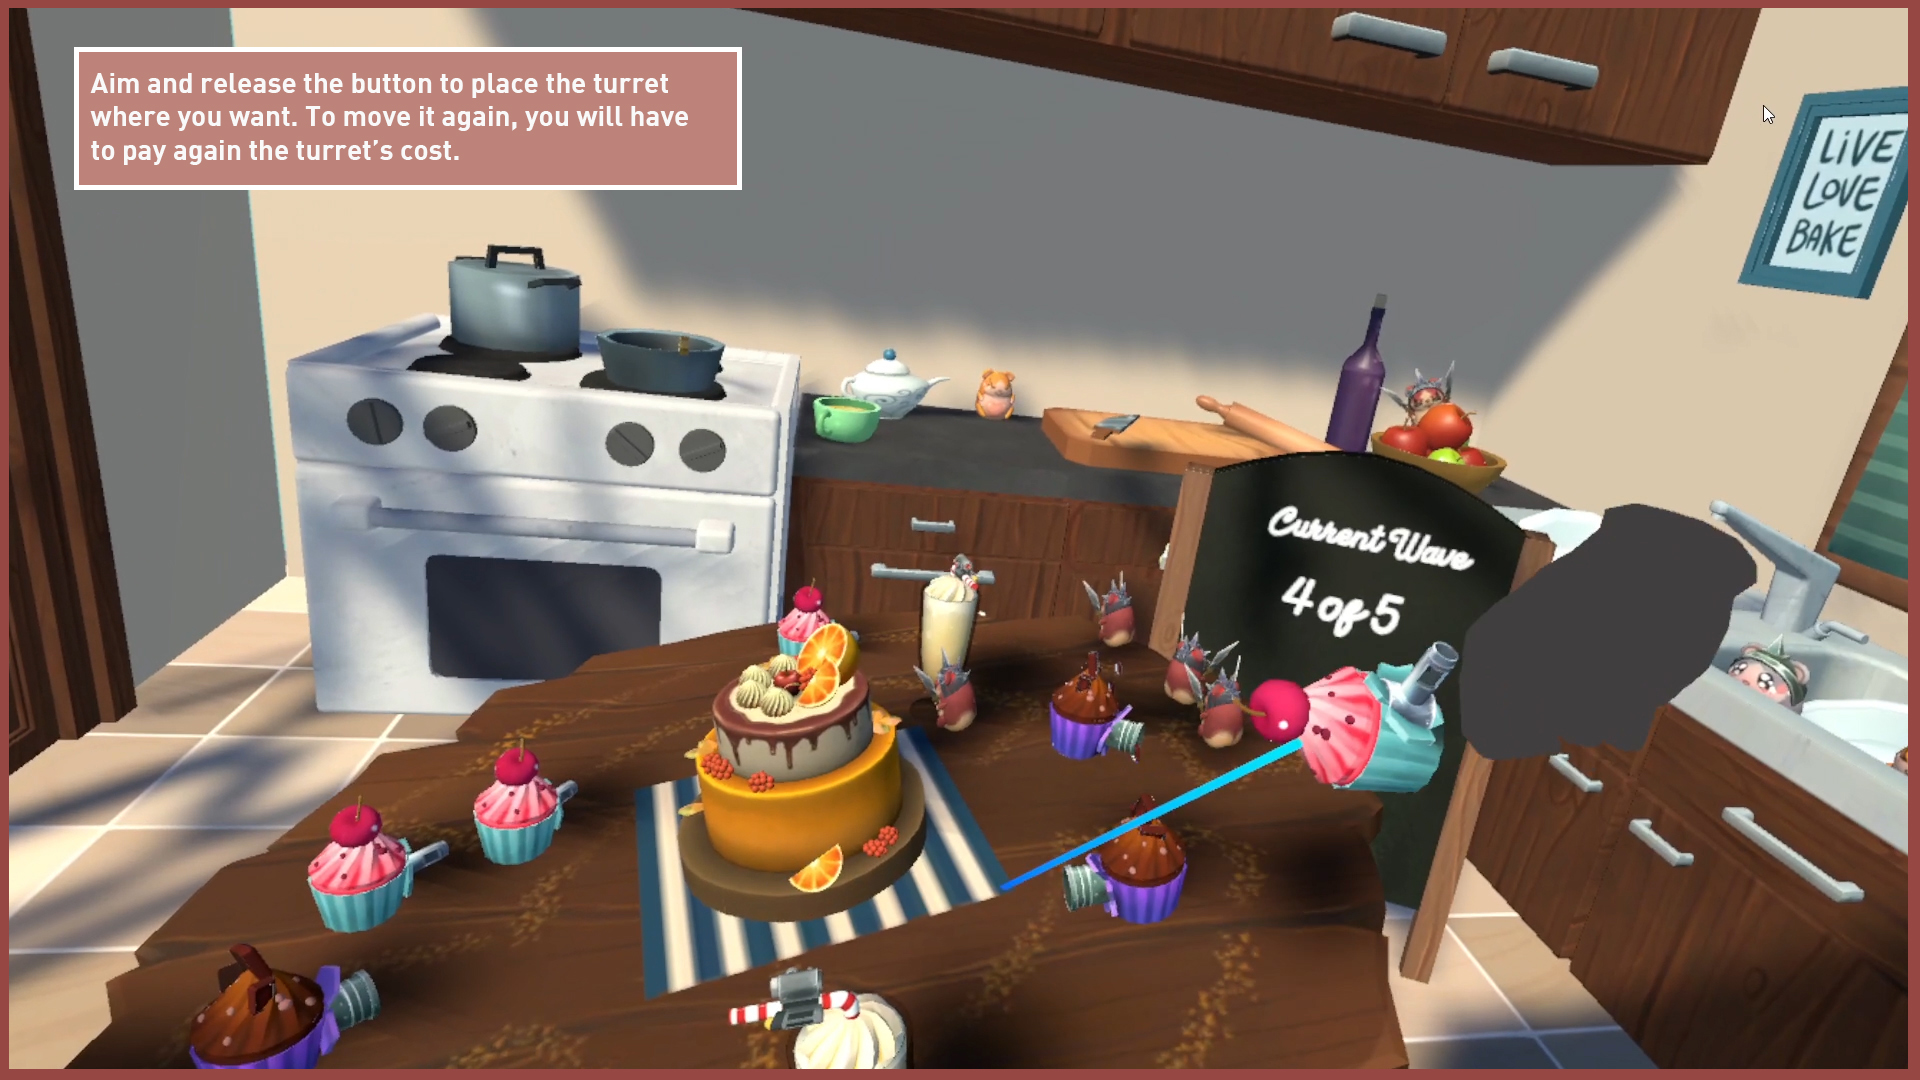 Aim and release the button to place the turret
where you want. To move it again, you will have
to pay again the turret's cost.
LiVE
LOVE
BAKE
Current Wave
4 of 5